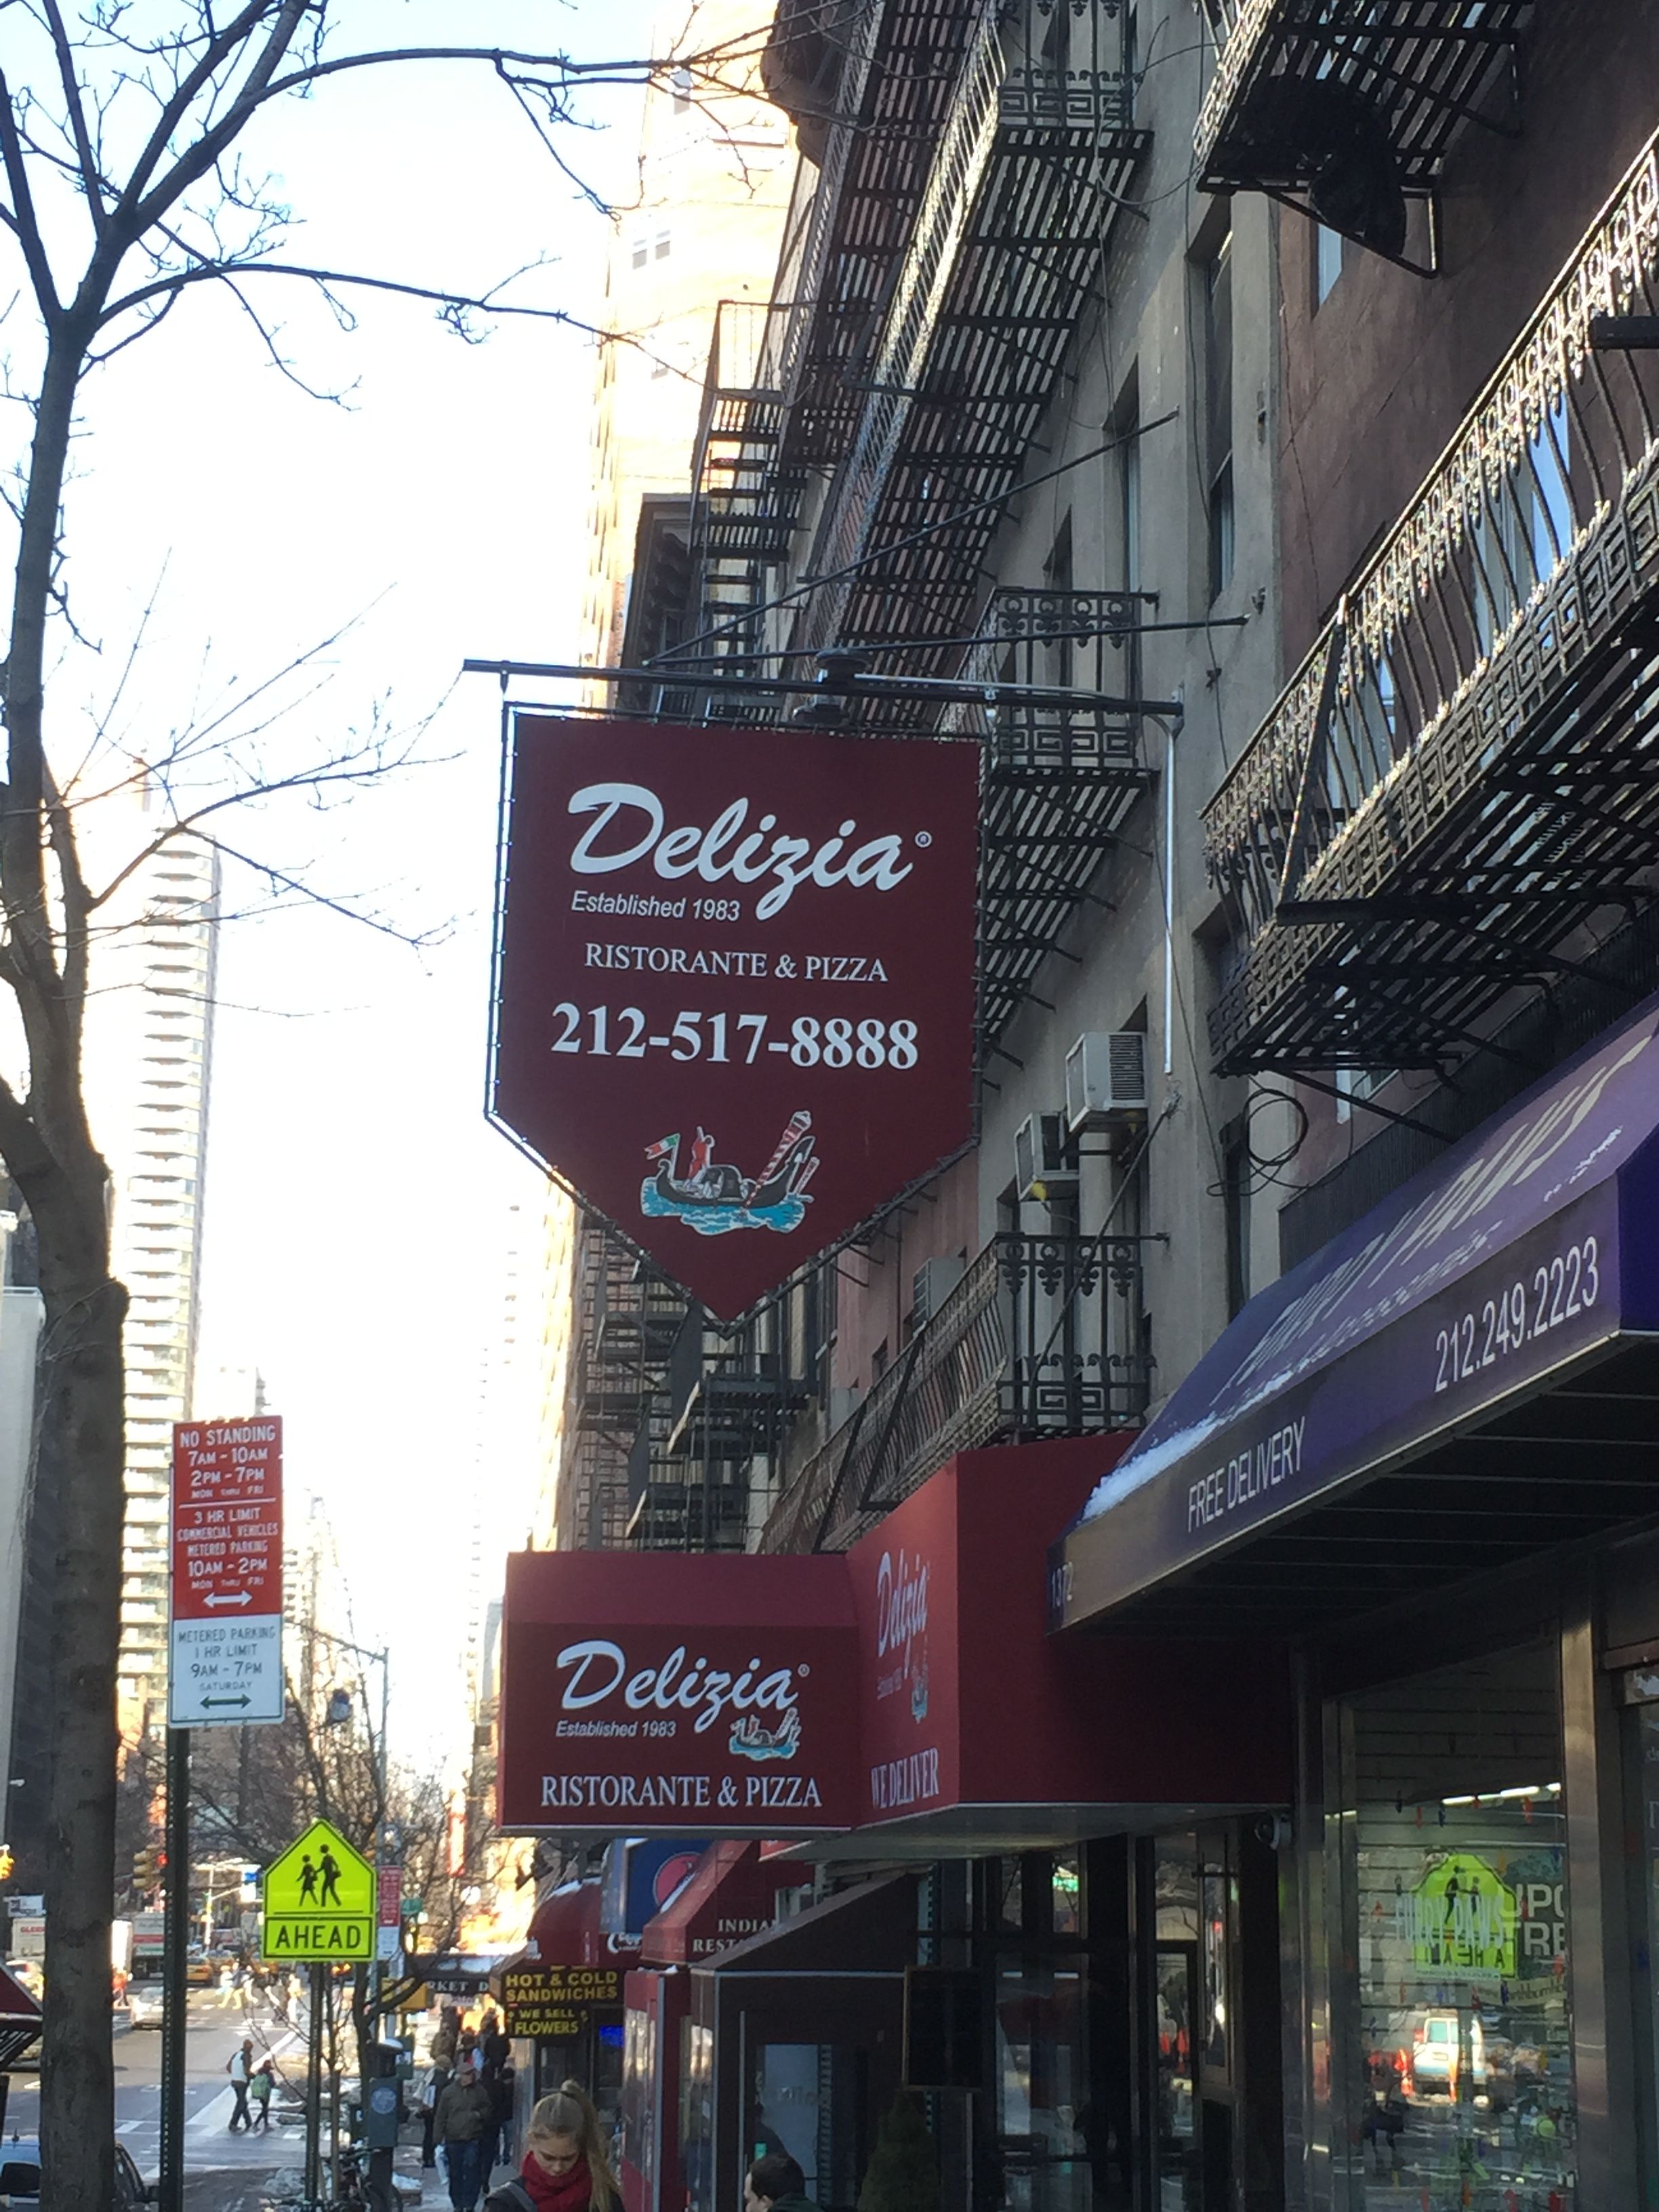 Delizia®
Established 1983
RISTORANTE & PIZZA
212-517-8888
212.249.2223
FREE DELIVERY
1372
NO STANDING
7AM - 10AM
2PM - 7PM
MON THRU FRI
3 HR LIMIT
COMMERCIAL VEHICLES
METERED PARKING
10AM - 2PM
MON THRU FRI
METERED PARKING
1 HR LIMIT
9AM - 7PM
SATURDAY
Delizia®
Established 1983
RISTORANTE & PIZZA
Delizia
WE DELIVER
AHEAD
INDIA
REST
HOT & COLD
SANDWICHES
WE SELL
FLOWERS